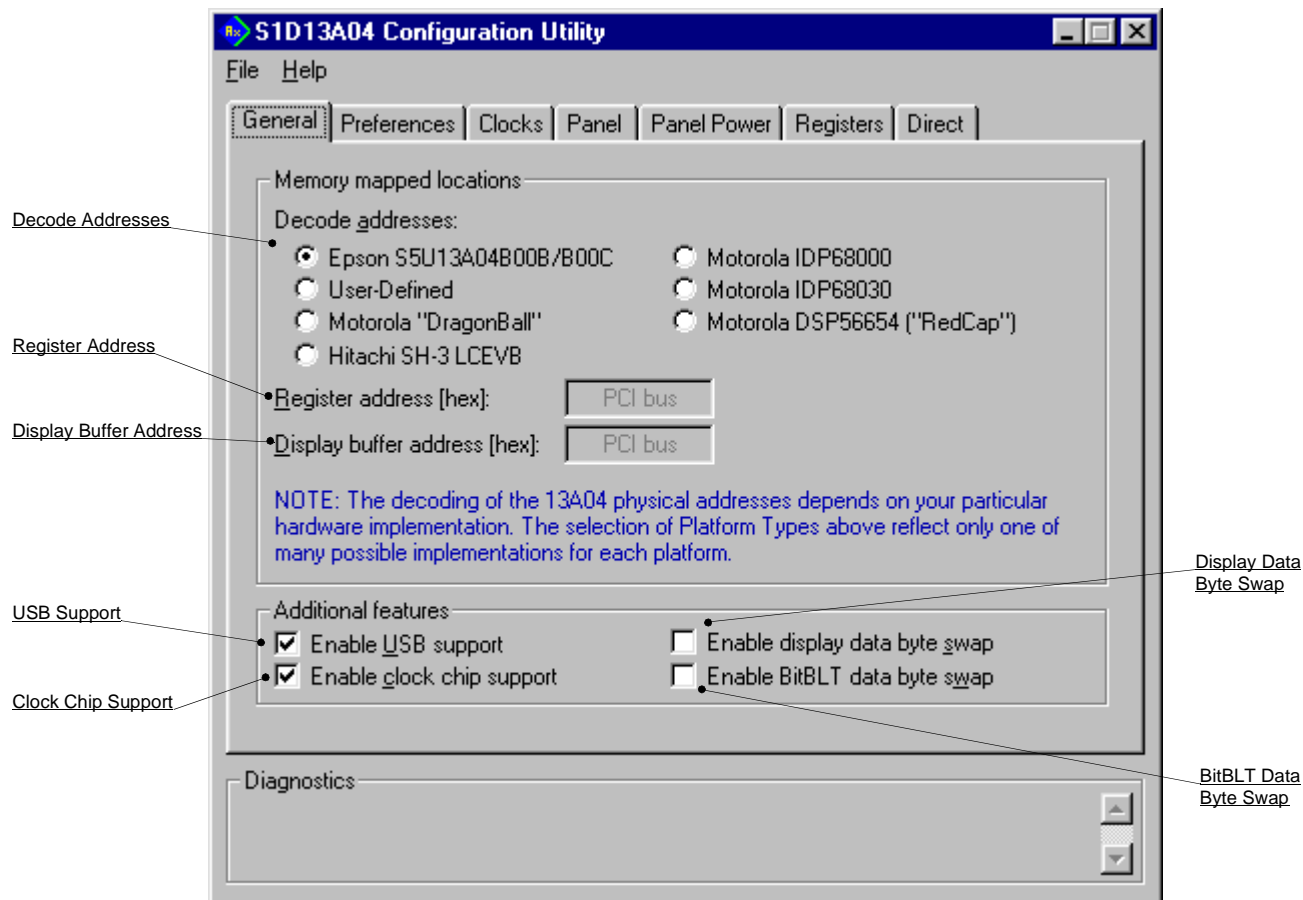 S1D13A04 Configuration Utility
File Help
General Preferences Clocks Panel Panel Power Registers Direct
Memory mapped locations
Decode Addresses
Decode addresses:
Epson S5U13A04B00B/B00C
Motorola IDP68000
User-Defined
Motorola IDP68030
Motorola "DragonBall"
Motorola DSP56654 ("RedCap")
Hitachi SH-3 LCEVB
Register Address
Register address [hex]:
PCI bus
Display Buffer Address
Display buffer address [hex]:
PCI bus
NOTE: The decoding of the 13A04 physical addresses depends on your particular
hardware implementation. The selection of Platform Types above reflect only one of
many possible implementations for each platform.
Display Data
Byte Swap
Additional features
USB Support
Enable USB support
Enable display data byte swap
Clock Chip Support
Enable clock chip support
Enable BitBLT data byte swap
BitBLT Data
Byte Swap
Diagnostics